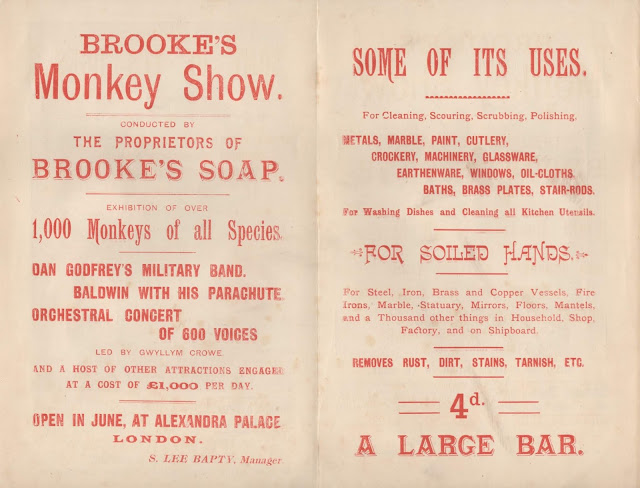 BROOKE'S
Monkey Show.
CONDUCTED BY
THE PROPRIETORS OF
BROOKE'S SOAP.
EXHIBITION OF OVER
1,000 Monkeys of all Species.
DAN GODFREY'S MILITARY BAND.
BALDWIN WITH HIS PARACHUTE.
ORCHESTRAL CONCERT
OF 600 VOICES
LED BY GWYLLYM CROWE
AND A HOST OF OTHER ATTRACTIONS ENGAGED
AT A COST OF £1,000 PER DAY.
OPEN IN JUNE, AT ALEXANDRA PALACE
LONDON.
S. LEE BAPTY, Manager
SOME OF ITS USES.
For Cleaning, Scouring, Scrubbing, Polishing,
METALS, MARBLE, PAINT, CUTLERY,
CROCKERY, MACHINERY, GLASSWARE,
EARTHENWARE, WINDOWS, OIL-CLOTHS,
BATHS, BRASS PLATES, STAIR-RODS.
For Washing Dishes and Cleaning all Kitchen Utensils.
FOR SOILED HANDS.
For Steel, Iron, Brass and Copper Vessels, Fire
Irons, Marble, Statuary, Mirrors, Floors, Mantels,
and a Thousand other things in Household, Shop,
Factory, and on Shipboard.
REMOVES RUST, DIRT, STAINS, TARNISH, ETC.
4d.
A LARGE BAR.